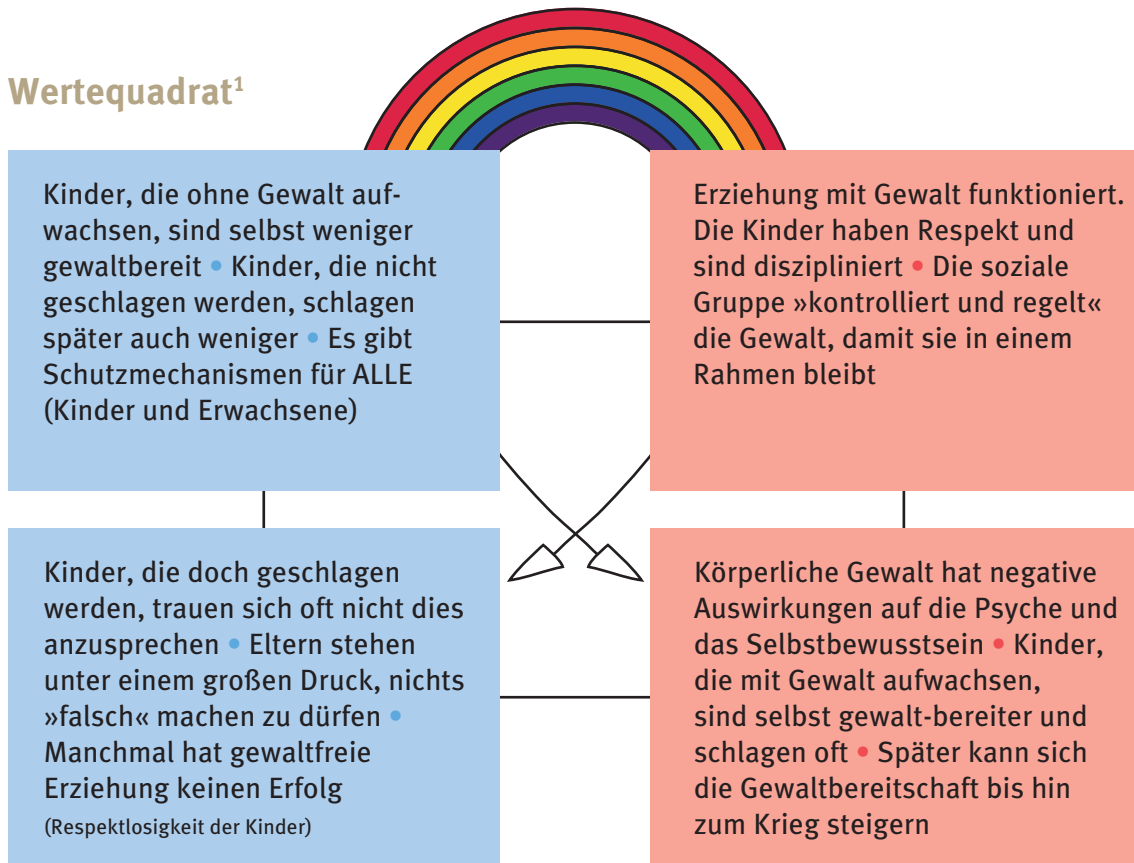 Wertequadrat¹
Kinder, die ohne Gewalt auf-
wachsen, sind selbst weniger
gewaltbereit • Kinder, die nicht
geschlagen werden, schlagen
später auch weniger • Es gibt
Schutzmechanismen für ALLE
(Kinder und Erwachsene)
Erziehung mit Gewalt funktioniert.
Die Kinder haben Respekt und
sind diszipliniert • Die soziale
Gruppe »kontrolliert und regelt«
die Gewalt, damit sie in einem
Rahmen bleibt
Kinder, die doch geschlagen
werden, trauen sich oft nicht dies
anzusprechen • Eltern stehen
unter einem großen Druck, nichts
»falsch« machen zu dürfen •
Manchmal hat gewaltfreie
Erziehung keinen Erfolg
(Respektlosigkeit der Kinder)
Körperliche Gewalt hat negative
Auswirkungen auf die Psyche und
das Selbstbewusstsein • Kinder,
die mit Gewalt aufwachsen,
sind selbst gewalt-bereiter und
schlagen oft • Später kann sich
die Gewaltbereitschaft bis hin
zum Krieg steigern